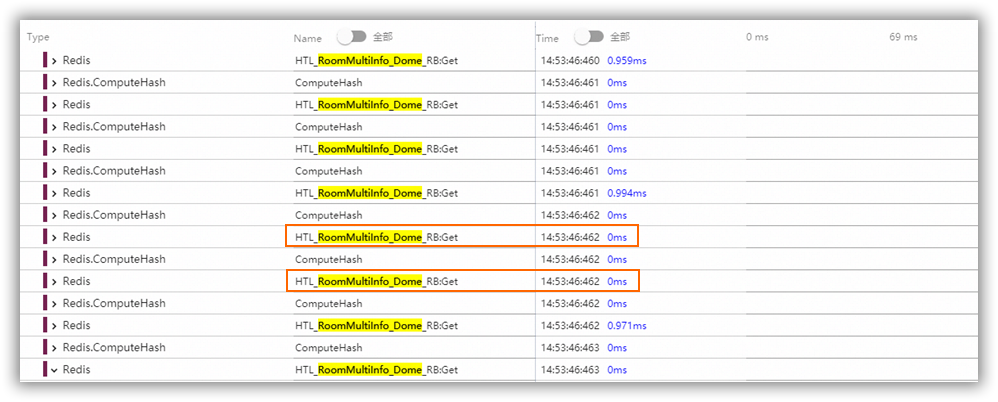 Type Name 全部 Time 全部 0 ms 69 ms
Redis HTL_RoomMultiInfo_Dome_RB:Get 14:53:46:460 0.959ms
Redis.ComputeHash ComputeHash 14:53:46:461 0ms
Redis HTL_RoomMultiInfo_Dome_RB:Get 14:53:46:461 0ms
Redis.ComputeHash ComputeHash 14:53:46:461 0ms
Redis HTL_RoomMultiInfo_Dome_RB:Get 14:53:46:461 0ms
Redis.ComputeHash ComputeHash 14:53:46:461 0ms
Redis HTL_RoomMultiInfo_Dome_RB:Get 14:53:46:461 0.994ms
Redis.ComputeHash ComputeHash 14:53:46:462 0ms
Redis HTL_RoomMultiInfo_Dome_RB:Get 14:53:46:462 0ms
Redis.ComputeHash ComputeHash 14:53:46:462 0ms
Redis HTL_RoomMultiInfo_Dome_RB:Get 14:53:46:462 0ms
Redis.ComputeHash ComputeHash 14:53:46:462 0ms
Redis HTL_RoomMultiInfo_Dome_RB:Get 14:53:46:462 0.971ms
Redis.ComputeHash ComputeHash 14:53:46:463 0ms
Redis HTL_RoomMultiInfo_Dome_RB:Get 14:53:46:463 0ms